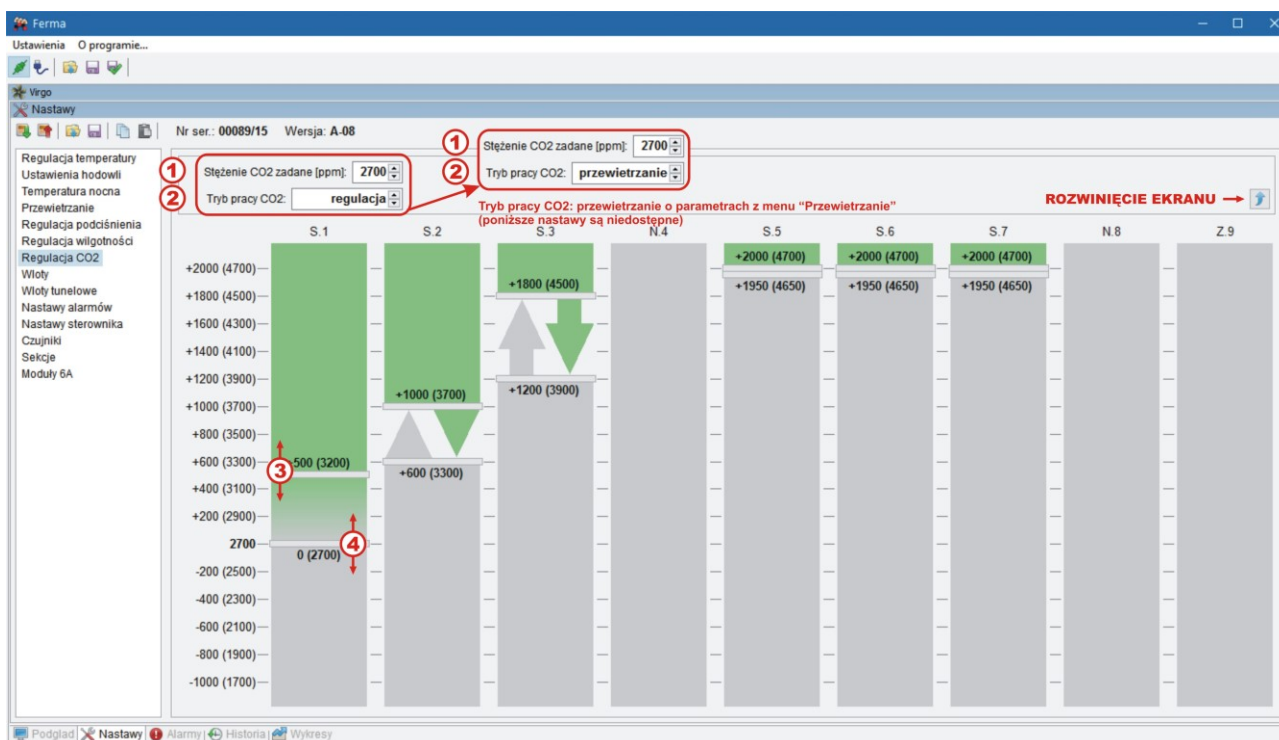 Ferma
Ustawienia O programie...
Virgo
Nastawy
Nr ser.: 00089/15 Wersja: A-08
Regulacja temperatury
Ustawienia hodowli
Temperatura nocna
Przewietrzanie
Regulacja podciśnienia
Regulacja wilgotności
Regulacja CO2
Wloty
Wloty tunelowe
Nastawy alarmów
Nastawy sterownika
Czujniki
Sekcje
Moduły 6A
1 Stężenie CO2 zadane [ppm]: 2700
2 Tryb pracy CO2: regulacja
1 Stężenie CO2 zadane [ppm]: 2700
2 Tryb pracy CO2: przewietrzanie
Tryb pracy CO2: przewietrzanie o parametrach z menu “Przewietrzanie”
(poniższe nastawy są niedostępne)
ROZWINIĘCIE EKRANU
S.1 S.2 S.3 N.4 S.5 S.6 S.7 N.8 Z.9
+2000 (4700)
+1800 (4500)
+1600 (4300)
+1400 (4100)
+1200 (3900)
+1000 (3700)
+800 (3500)
+600 (3300)
+400 (3100)
+200 (2900)
2700
-200 (2500)
-400 (2300)
-600 (2100)
-800 (1900)
-1000 (1700)
500 (3200)
3
0 (2700)
4
+1000 (3700)
+600 (3300)
+1800 (4500)
+1200 (3900)
+2000 (4700)
+1950 (4650)
+2000 (4700)
+1950 (4650)
+2000 (4700)
+1950 (4650)
Podgląd Nastawy Alarmy Historia Wykresy